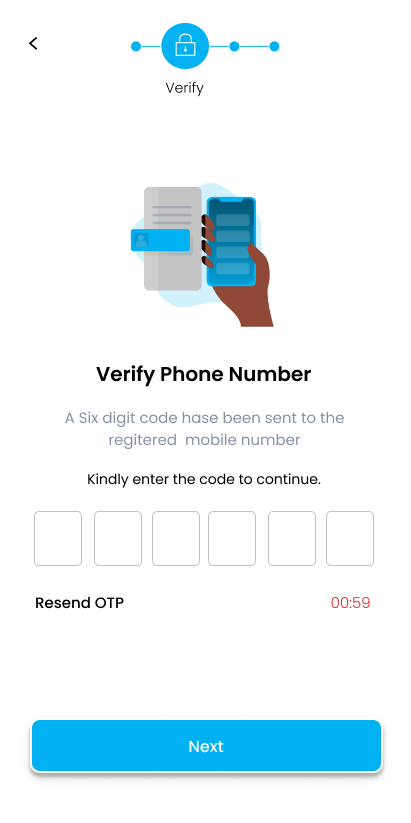 Verify
Verify Phone Number
A Six digit code hase been sent to the
regitered  mobile number
Kindly enter the code to continue.
Resend OTP 00:59
Next